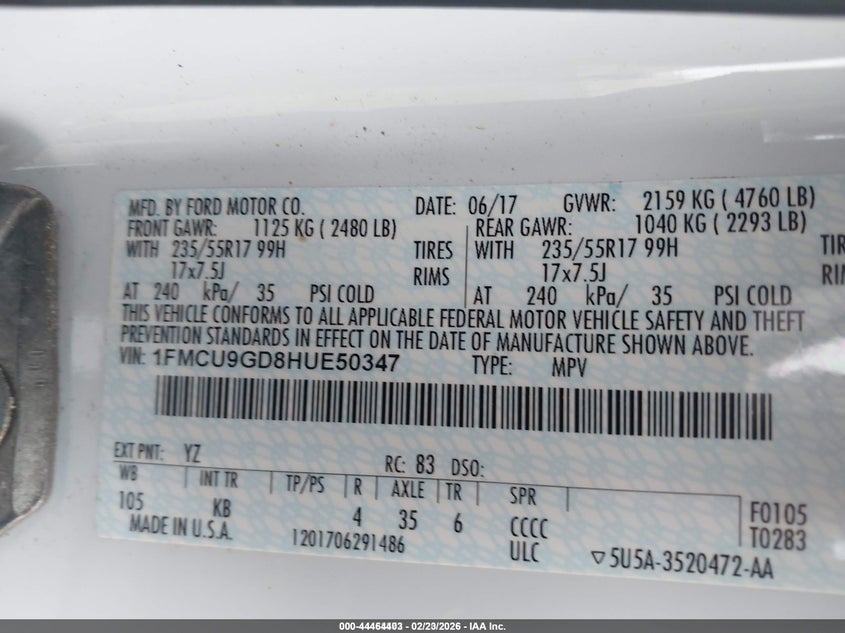 MFD. BY FORD MOTOR CO. DATE: 06/17 GVWR: 2159 KG ( 4760 LB)
FRONT GAWR: 1125 KG ( 2480 LB) REAR GAWR: 1040 KG ( 2293 LB)
WITH 235/55R17 99H TIRES WITH 235/55R17 99H
17x7.5J RIMS 17x7.5J
AT 240 kPa/ 35 PSI COLD AT 240 kPa/ 35 PSI COLD
THIS VEHICLE CONFORMS TO ALL APPLICABLE FEDERAL MOTOR VEHICLE SAFETY AND THEFT
PREVENTION STANDARDS IN EFFECT ON THE DATE OF MANUFACTURE SHOWN ABOVE.
VIN: 1FMCU9GD8HUE50347 TYPE: MPV
EXT PNT: YZ RC: 83 DSO:
WB INT TR TP/PS R AXLE TR SPR
105 KB 4 35 6 CCCC F0105
MADE IN U.S.A. 1201706291486 ULC T0283
▽5U5A-3520472-AA
02/23/2026 - IAA Inc.